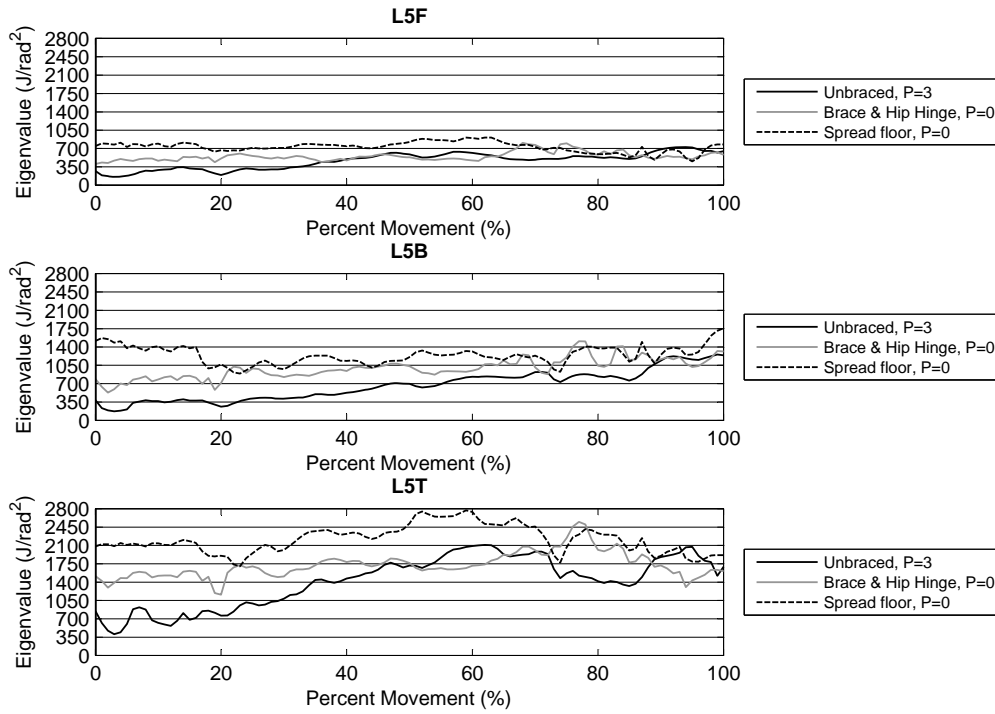 L5F
Eigenvalue (J/rad²)
2800
2450
2100
1750
1400
1050
700
350
0
0 20 40 60 80 100
Percent Movement (%)
Unbraced, P=3
Brace & Hip Hinge, P=0
Spread floor, P=0
L5B
Eigenvalue (J/rad²)
2800
2450
2100
1750
1400
1050
700
350
0
0 20 40 60 80 100
Percent Movement (%)
Unbraced, P=3
Brace & Hip Hinge, P=0
Spread floor, P=0
L5T
Eigenvalue (J/rad²)
2800
2450
2100
1750
1400
1050
700
350
0
0 20 40 60 80 100
Percent Movement (%)
Unbraced, P=3
Brace & Hip Hinge, P=0
Spread floor, P=0